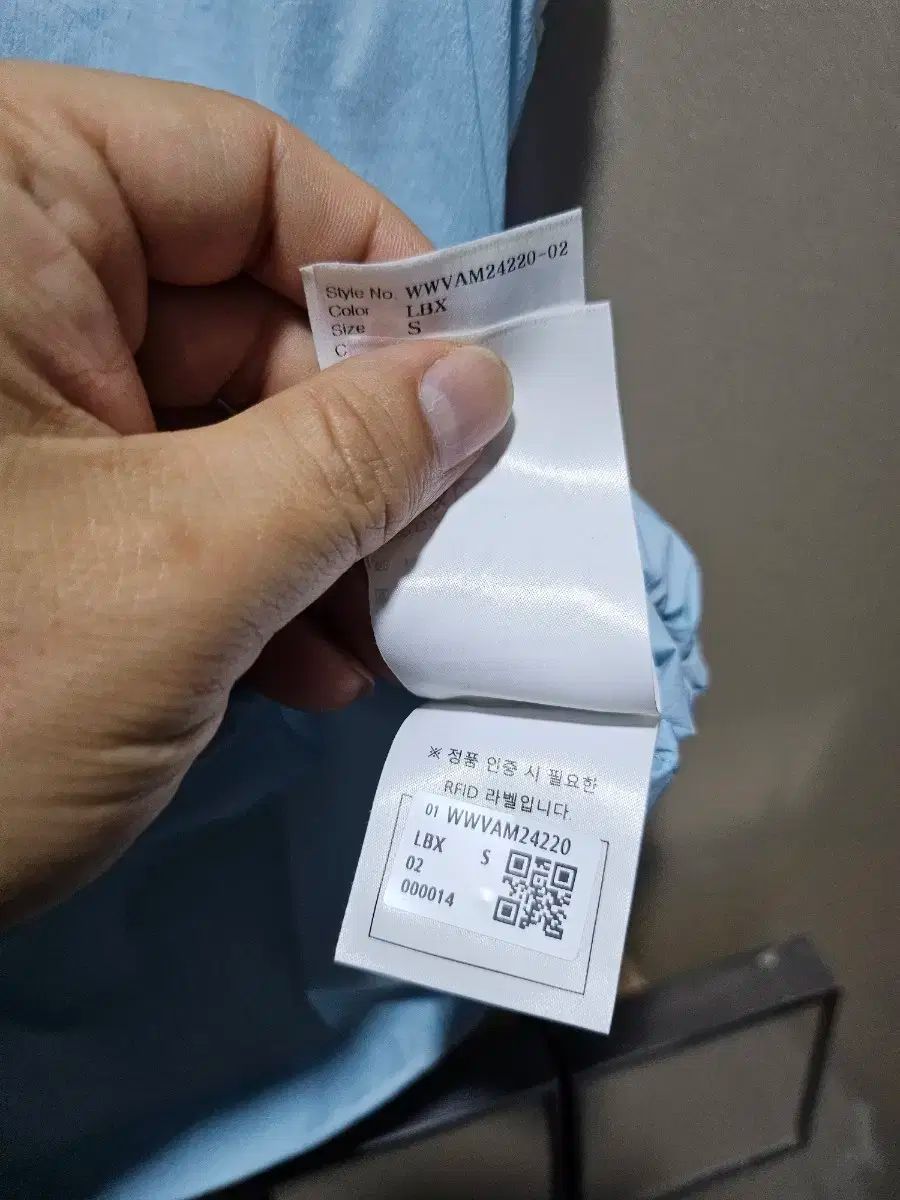 Style No. WWVAM24220-02
Color LBX
Size S
C
※ 정품 인증 시 필요한
RFID 라벨입니다.
01 WWVAM24220
LBX S
02
000014